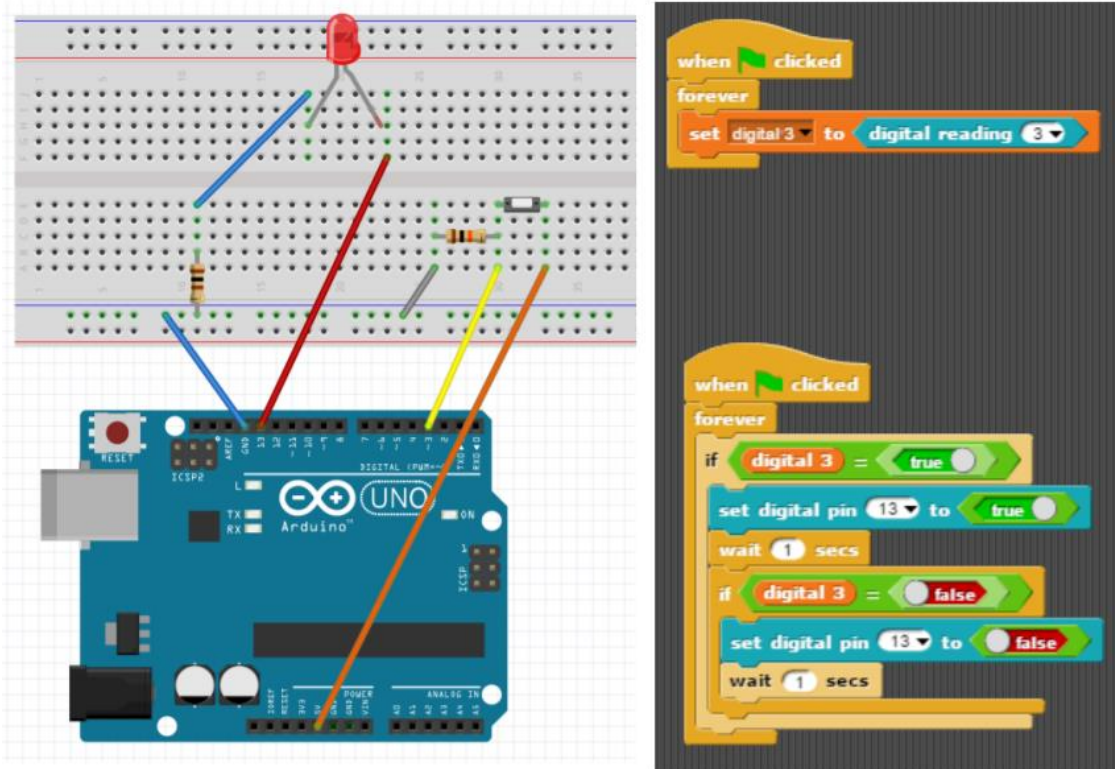 RESET
ICSP2
AREF
GND
13
12
~11
~10
~9
8
7
~6
~5
4
~3
2
TX0
RX0
DIGITAL (PWM=~)
L
TX
RX
Arduino™
UNO
ON
1
ICSP
IOREF
RESET
3V3
5V
GND
GND
VIN
POWER
ANALOG IN
A0
A1
A2
A3
A4
A5
when clicked
forever
set digital 3 to digital reading 3
when clicked
forever
if digital 3 = true
set digital pin 13 to true
wait 1 secs
if digital 3 = false
set digital pin 13 to false
wait 1 secs